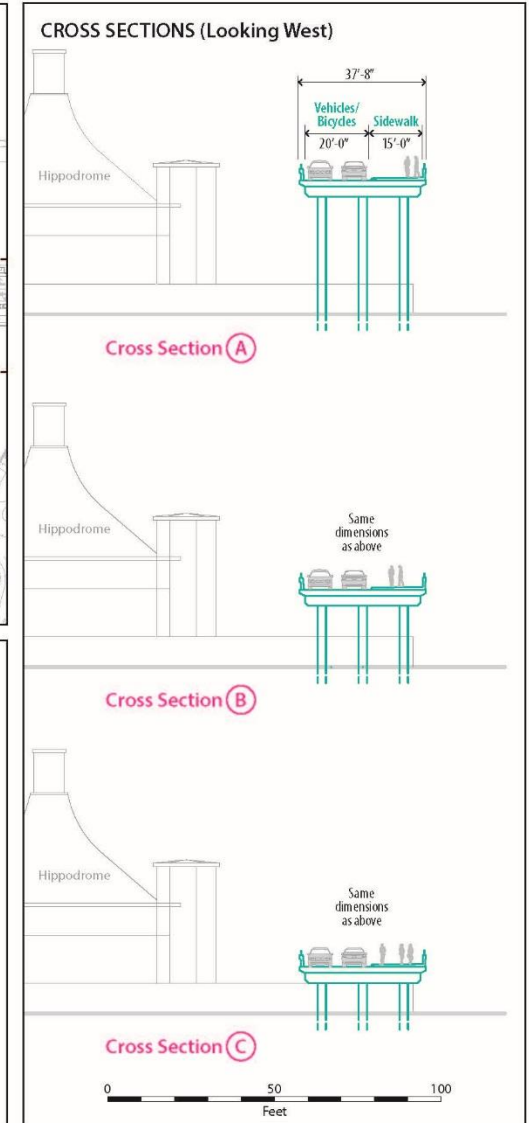 CROSS SECTIONS (Looking West)
37'-8"
Vehicles/
Bicycles
Sidewalk
20'-0"
15'-0"
Hippodrome
Cross Section A
Hippodrome
Same
dimensions
as above
Cross Section B
Hippodrome
Same
dimensions
as above
Cross Section C
0
50
100
Feet